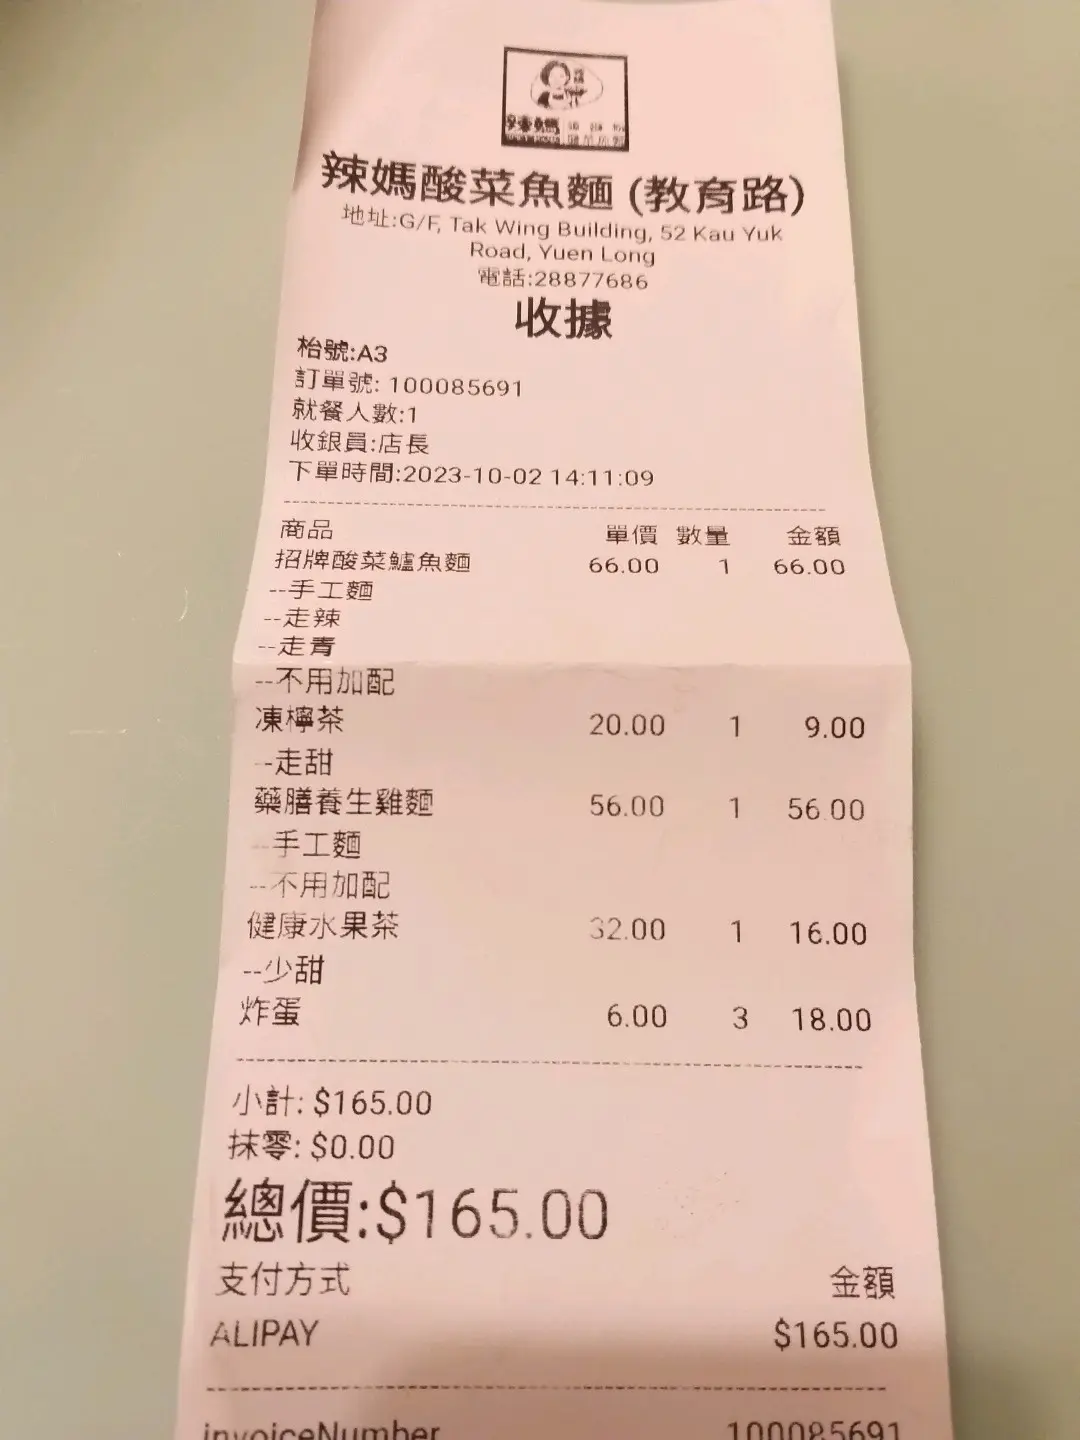 辣媽
辣媽酸菜魚麵 (教育路)
地址:G/F, Tak Wing Building, 52 Kau Yuk
Road, Yuen Long
電話:28877686
收據
枱號:A3
訂單號: 100085691
就餐人數:1
收銀員:店長
下單時間:2023-10-02 14:11:09
商品 單價 數量 金額
招牌酸菜鱸魚麵 66.00 1 66.00
--手工麵
--走辣
--走青
--不用加配
凍檸茶 20.00 1 9.00
--走甜
藥膳養生雞麵 56.00 1 56.00
--手工麵
--不用加配
健康水果茶 32.00 1 16.00
--少甜
炸蛋 6.00 3 18.00
小計: $165.00
抹零: $0.00
總價:$165.00
支付方式 金額
ALIPAY $165.00
invoiceNumber 100085691